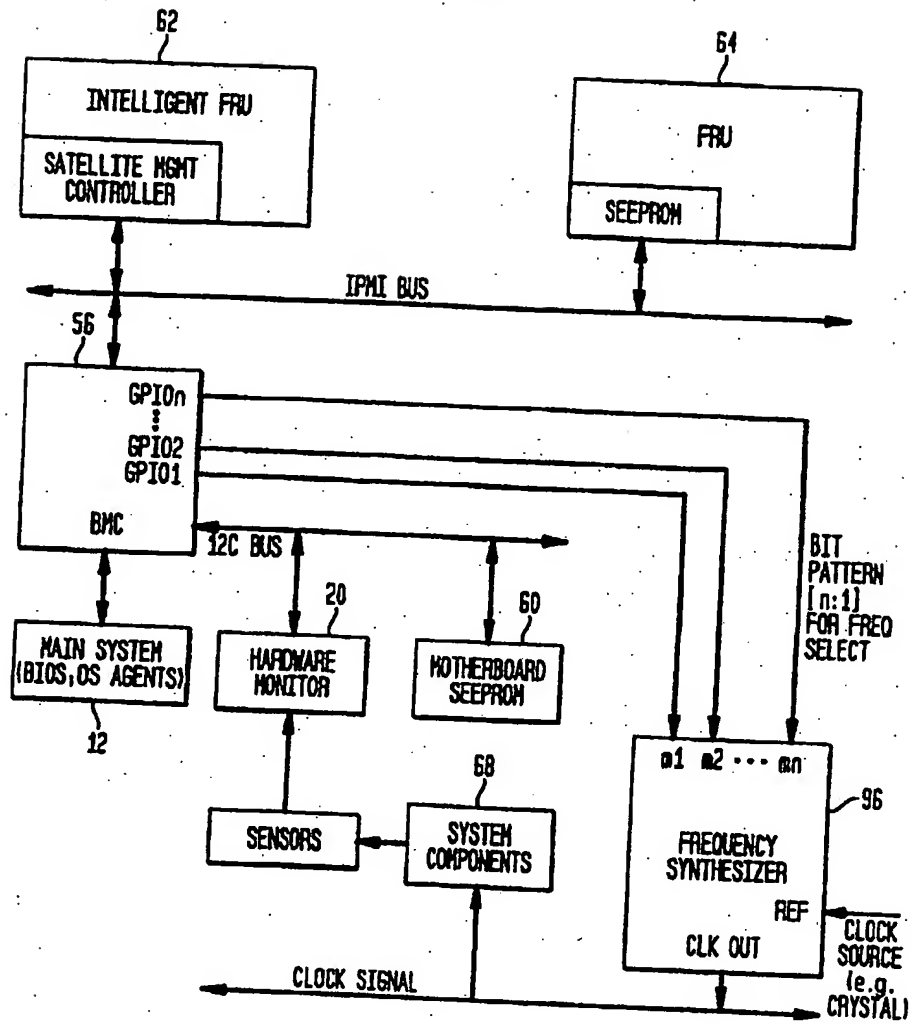 62
INTELLIGENT FRU
SATELLITE MGMT
CONTROLLER
64
FRU
SEEPROM
IPMI BUS
56
GPIOn
GPIO2
GPIO1
BMC
12C BUS
MAIN SYSTEM
(BIOS,OS AGENTS)
12
20
HARDWARE
MONITOR
60
MOTHERBOARD
SEEPROM
BIT
PATTERN
[n:1]
FOR FREQ
SELECT
SENSORS
68
SYSTEM
COMPONENTS
m1 m2 ··· mn
96
FREQUENCY
SYNTHESIZER
REF
CLK OUT
CLOCK
SOURCE
(e.g.
CRYSTAL)
CLOCK SIGNAL